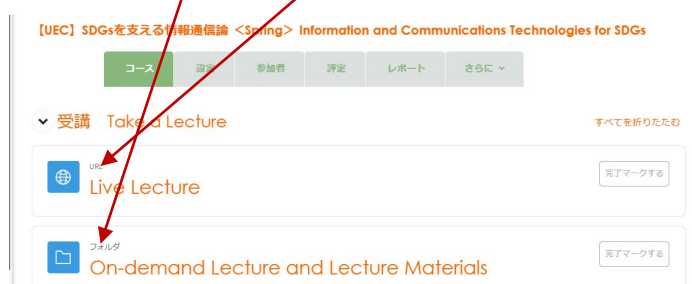 【UEC】SDGsを支える情報通信論 <Spring> Information and Communications Technologies for SDGs
コース 設定 参加者 評定 レポート さらに
受講 Take a Lecture すべてを折りたたむ
URL
Live Lecture 完了マークする
フォルダ
On-demand Lecture and Lecture Materials 完了マークする